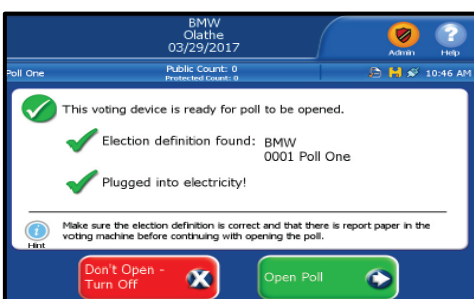 BMW
Olathe
03/29/2017
Admin
Help
Poll One
Public Count: 0
Protected Count: 0
10:46 AM
This voting device is ready for poll to be opened.
Election definition found: BMW
0001 Poll One
Plugged into electricity!
Make sure the election definition is correct and that there is report paper in the
voting machine before continuing with opening the poll.
Hint
Don't Open -
Turn Off
Open Poll